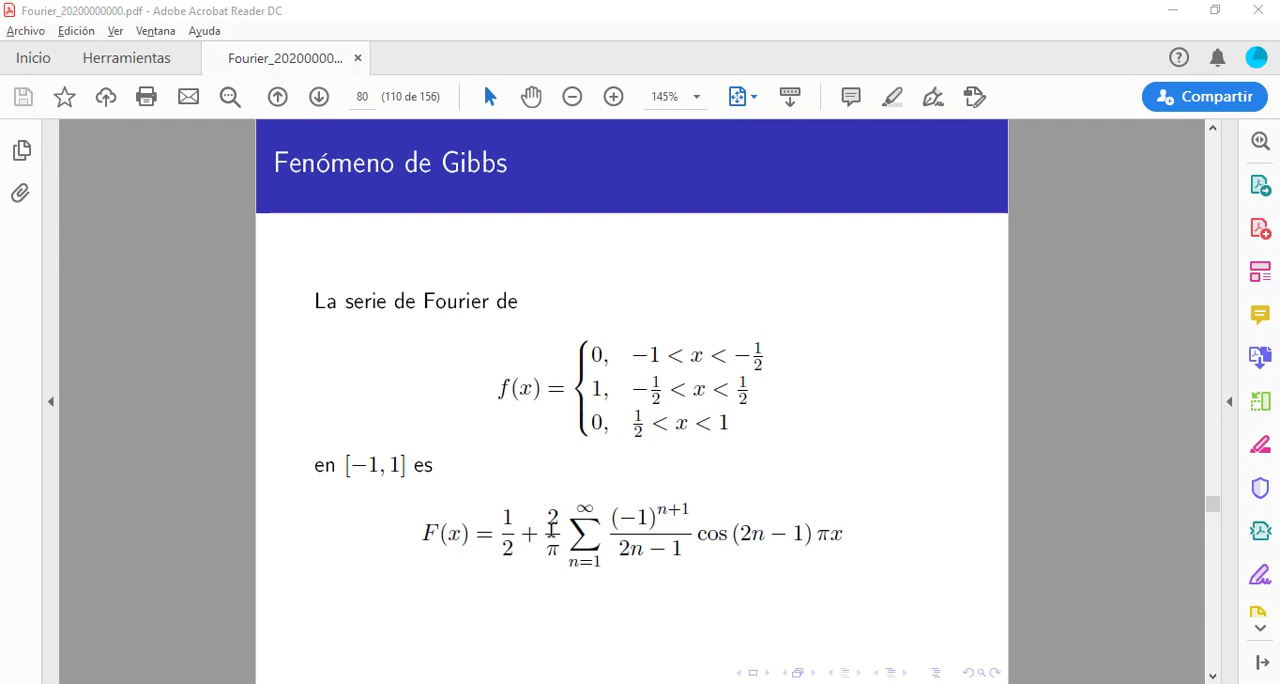 Fourier_20200000000.pdf - Adobe Acrobat Reader DC
Archivo Edición Ver Ventana Ayuda
Inicio Herramientas Fourier_20200000... ×
80 (110 de 156) 145% Compartir
Fenómeno de Gibbs
La serie de Fourier de
f(x) = { 0, −1 < x < −1/2
1, −1/2 < x < 1/2
0, 1/2 < x < 1
en [−1, 1] es
F(x) = 1/2 + 2/π ∑_{n=1}^{∞} (−1)^{n+1}/(2n − 1) cos (2n − 1) πx